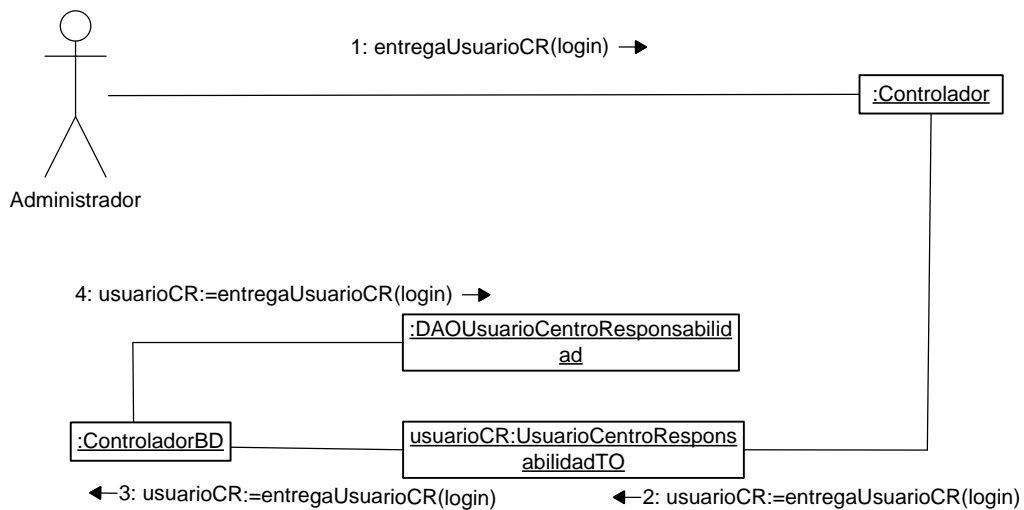 1: entregaUsuarioCR(login)
:Controlador
Administrador
4: usuarioCR:=entregaUsuarioCR(login)
:DAOUsuarioCentroResponsabilid
ad
:ControladorBD
usuarioCR:UsuarioCentroRespons
abilidadTO
3: usuarioCR:=entregaUsuarioCR(login)
2: usuarioCR:=entregaUsuarioCR(login)